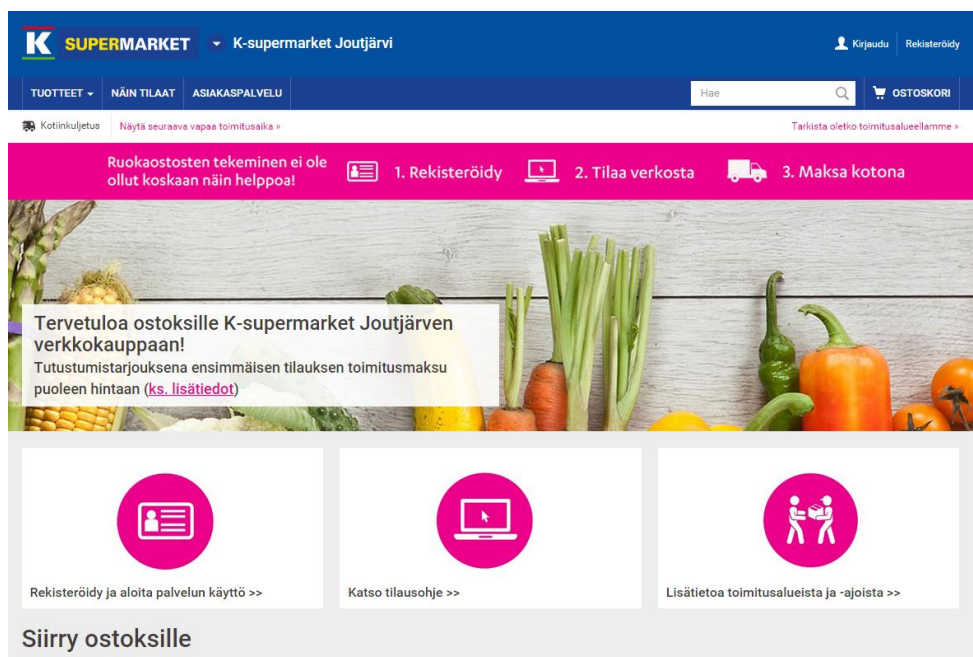 K SUPERMARKET K-supermarket Joutjärvi Kirjaudu Rekisteröidy
TUOTTEET NÄIN TILAAT ASIAKASPALVELU Hae OSTOSKORI
Kotiinkuljetus Näytä seuraava vapaa toimitusaika » Tarkista oletko toimitusalueellamme »
Ruokaostosten tekeminen ei ole
ollut koskaan näin helppoa!
1. Rekisteröidy 2. Tilaa verkosta 3. Maksa kotona
Tervetuloa ostoksille K-supermarket Joutjärven
verkkokauppaan!
Tutustumistarjouksena ensimmäisen tilauksen toimitusmaksu
puoleen hintaan (ks. lisätiedot)
Rekisteröidy ja aloita palvelun käyttö >>
Katso tilausohje >>
Lisätietoa toimitusalueista ja -ajoista >>
Siirry ostoksille